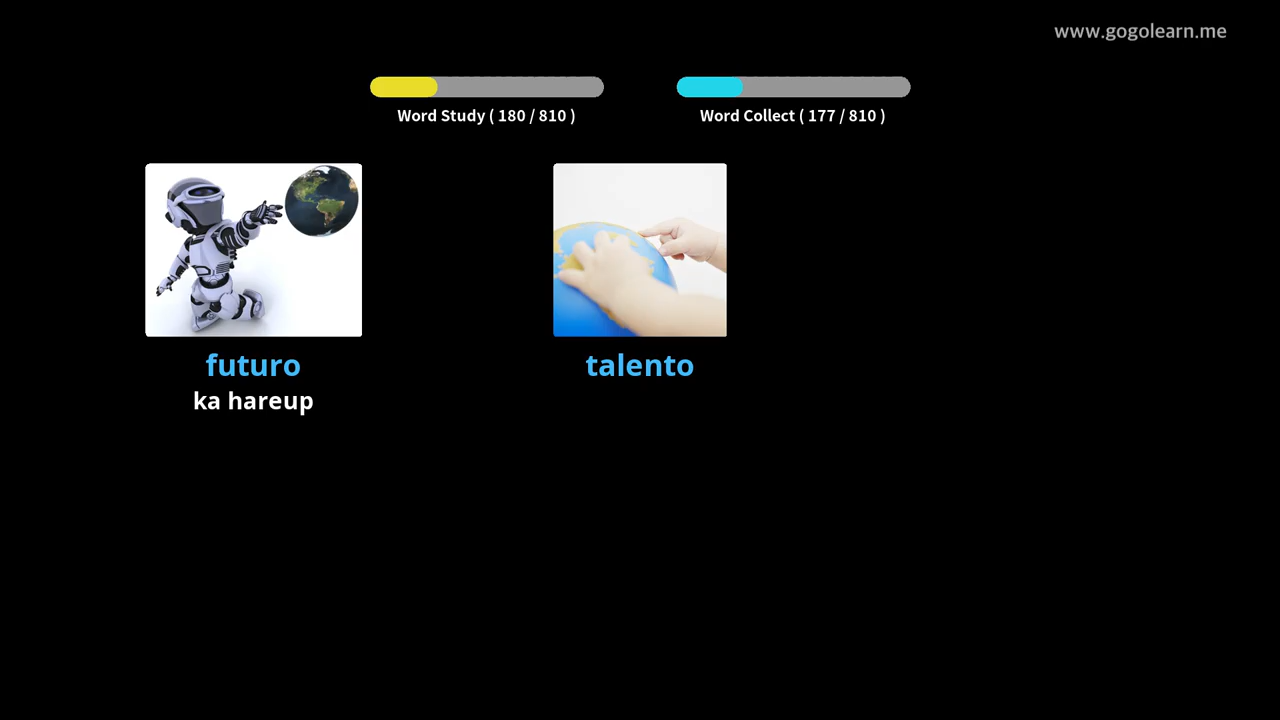 www.gogolearn.me
Word Study ( 180 / 810 )
Word Collect ( 177 / 810 )
futuro
ka hareup
talento